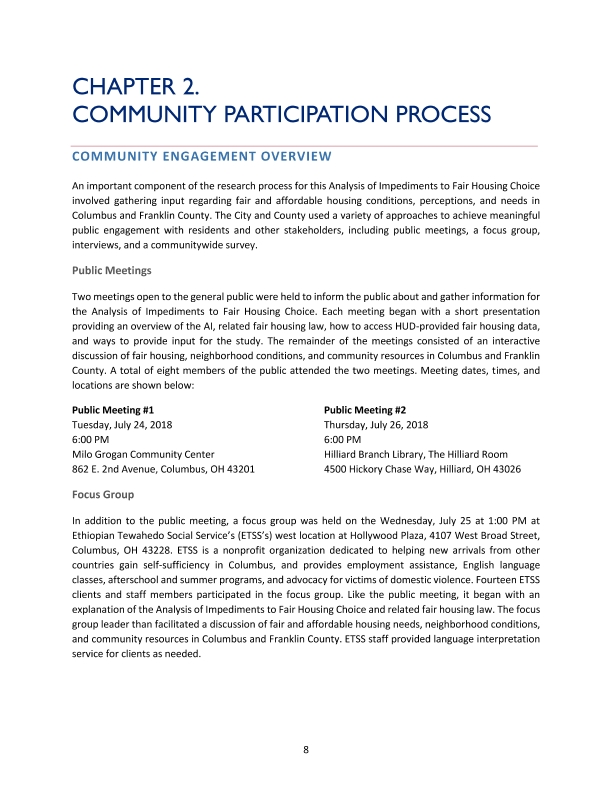 CHAPTER 2.
COMMUNITY PARTICIPATION PROCESS
COMMUNITY ENGAGEMENT OVERVIEW
An important component of the research process for this Analysis of Impediments to Fair Housing Choice
involved gathering input regarding fair and affordable housing conditions, perceptions, and needs in
Columbus and Franklin County. The City and County used a variety of approaches to achieve meaningful
public engagement with residents and other stakeholders, including public meetings, a focus group,
interviews, and a communitywide survey.
Public Meetings
Two meetings open to the general public were held to inform the public about and gather information for
the Analysis of Impediments to Fair Housing Choice. Each meeting began with a short presentation
providing an overview of the AI, related fair housing law, how to access HUD-provided fair housing data,
and ways to provide input for the study. The remainder of the meetings consisted of an interactive
discussion of fair housing, neighborhood conditions, and community resources in Columbus and Franklin
County. A total of eight members of the public attended the two meetings. Meeting dates, times, and
locations are shown below:
Public Meeting #1
Tuesday, July 24, 2018
6:00 PM
Milo Grogan Community Center
862 E. 2nd Avenue, Columbus, OH 43201
Public Meeting #2
Thursday, July 26, 2018
6:00 PM
Hilliard Branch Library, The Hilliard Room
4500 Hickory Chase Way, Hilliard, OH 43026
Focus Group
In addition to the public meeting, a focus group was held on the Wednesday, July 25 at 1:00 PM at
Ethiopian Tewahedo Social Service's (ETSS's) west location at Hollywood Plaza, 4107 West Broad Street,
Columbus, OH 43228. ETSS is a nonprofit organization dedicated to helping new arrivals from other
countries gain self-sufficiency in Columbus, and provides employment assistance, English language
classes, afterschool and summer programs, and advocacy for victims of domestic violence. Fourteen ETSS
clients and staff members participated in the focus group. Like the public meeting, it began with an
explanation of the Analysis of Impediments to Fair Housing Choice and related fair housing law. The focus
group leader than facilitated a discussion of fair and affordable housing needs, neighborhood conditions,
and community resources in Columbus and Franklin County. ETSS staff provided language interpretation
service for clients as needed.
8